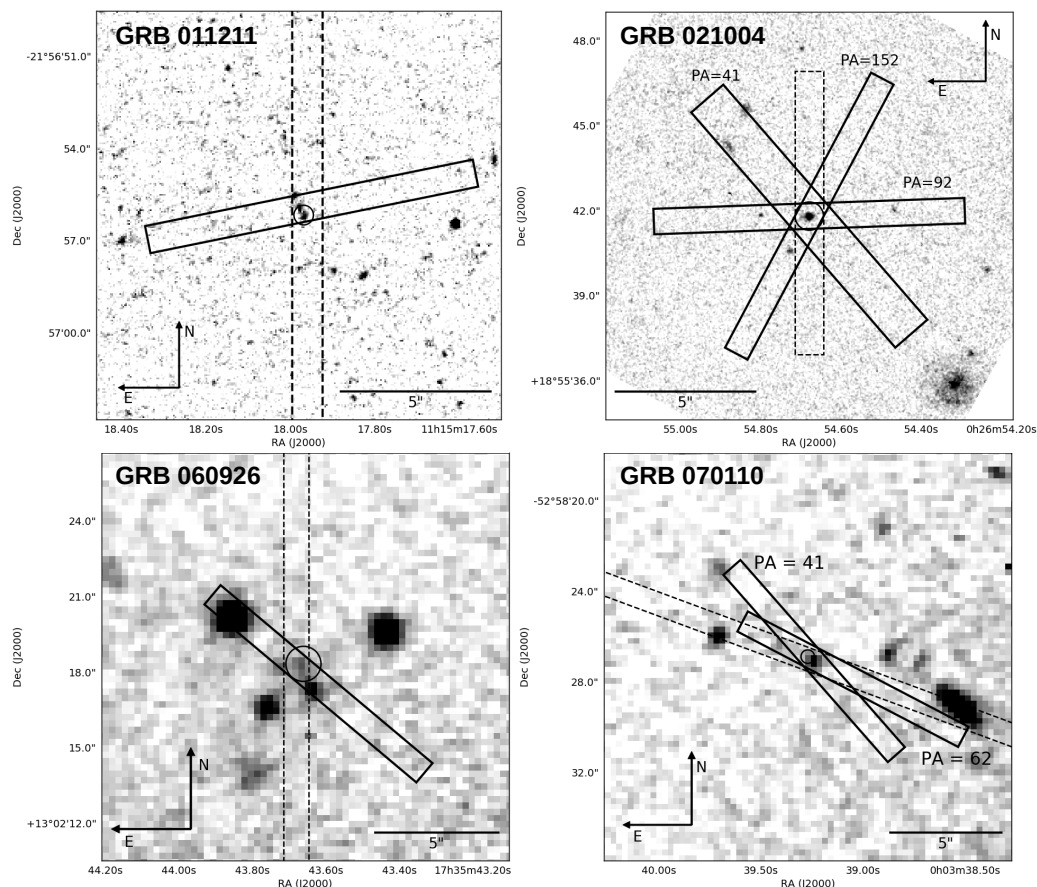 GRB 011211
-21°56'51.0"
54.0"
57.0"
57'00.0"
Dec (J2000)
N
E
5"
18.40s 18.20s 18.00s 17.80s 11h15m17.60s
RA (J2000)
GRB 021004
48.0"
45.0"
42.0"
39.0"
+18°55'36.0"
Dec (J2000)
PA=41
PA=152
PA=92
N
E
5"
55.00s 54.80s 54.60s 54.40s 0h26m54.20s
RA (J2000)
GRB 060926
24.0"
21.0"
18.0"
15.0"
+13°02'12.0"
Dec (J2000)
N
E
5"
44.20s 44.00s 43.80s 43.60s 43.40s 17h35m43.20s
RA (J2000)
GRB 070110
-52°58'20.0"
24.0"
28.0"
32.0"
Dec (J2000)
PA = 41
PA = 62
N
E
5"
40.00s 39.50s 39.00s 0h03m38.50s
RA (J2000)